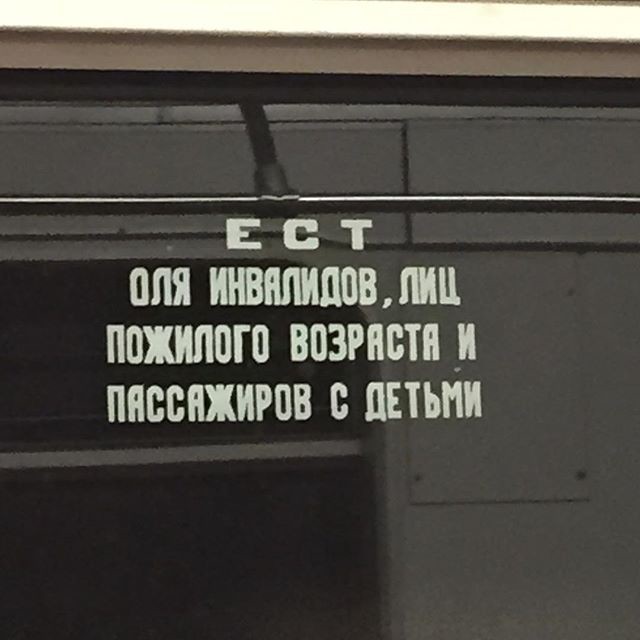 ЕСТ
ОЛЯ ИНВАЛИДОВ, ЛИЦ
ПОЖИЛОГО ВОЗРАСТА И
ПАССАЖИРОВ С ДЕТЬМИ